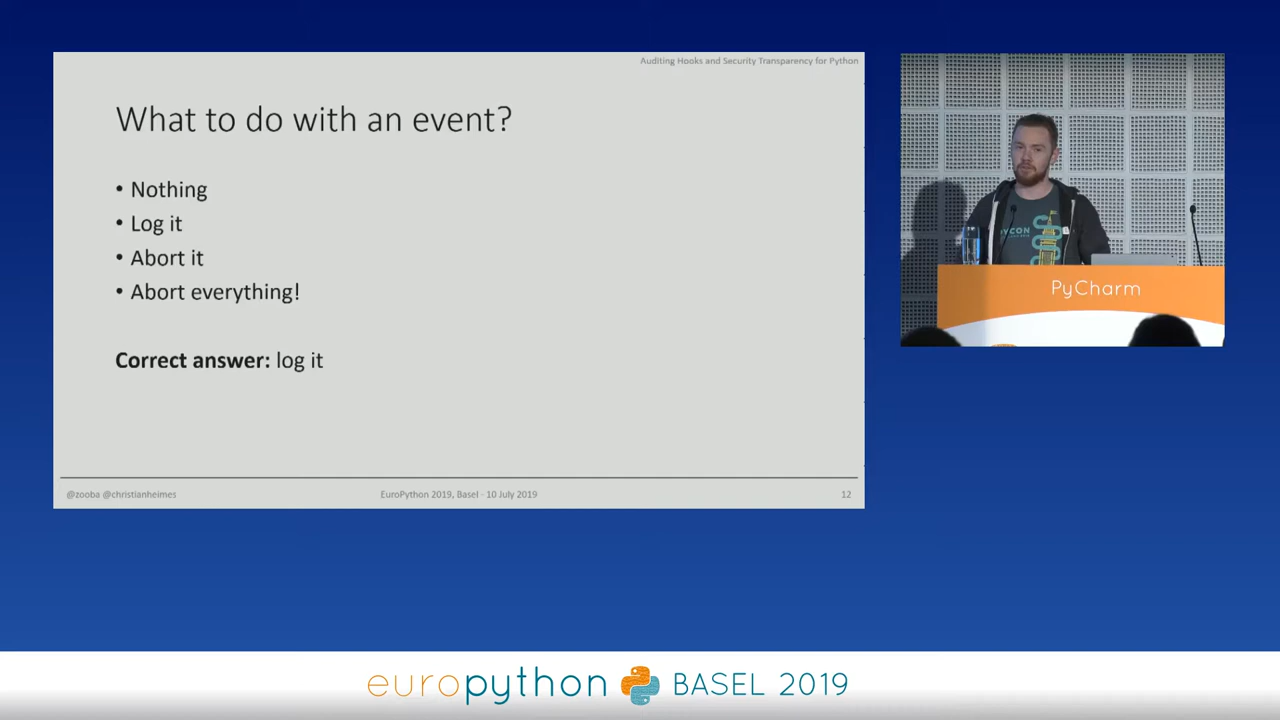 Auditing Hooks and Security Transparency for Python
What to do with an event?
• Nothing
• Log it
• Abort it
• Abort everything!
Correct answer: log it
@zooba @christianheimes
EuroPython 2019, Basel - 10 July 2019
12
PYCON
PyCharm
europython BASEL 2019